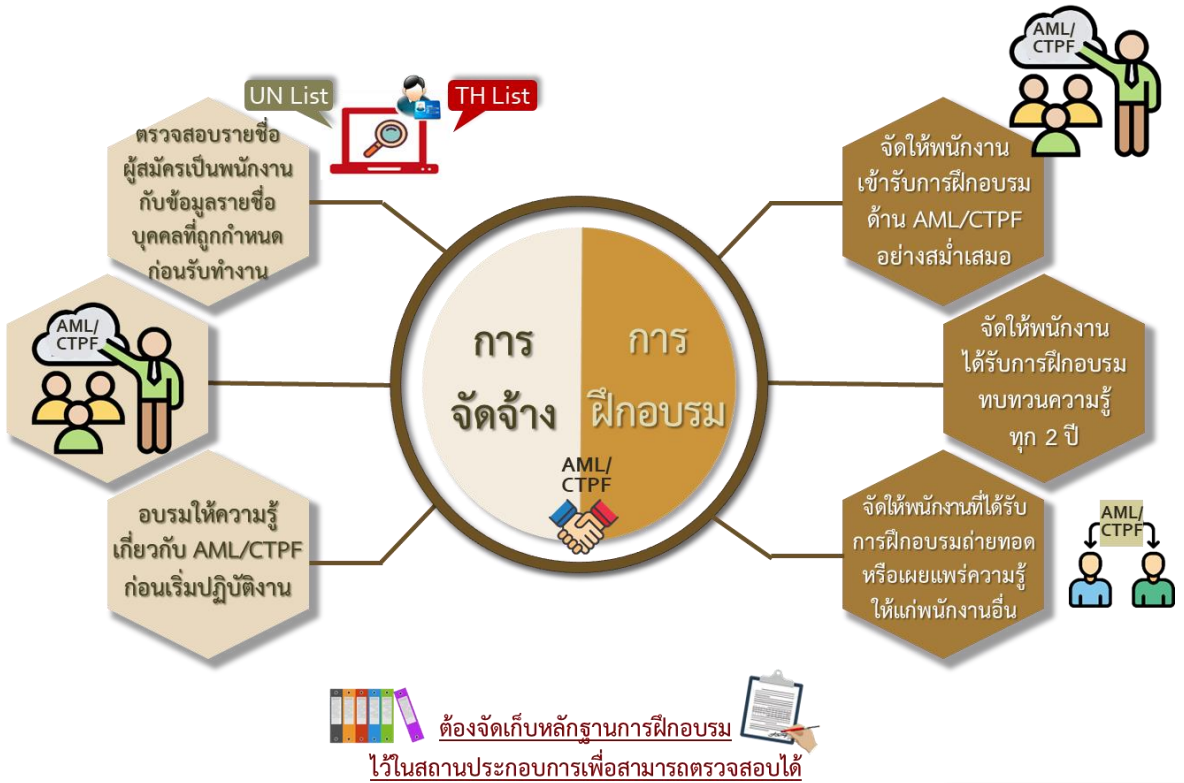 UN List
TH List
ตรวจสอบรายชื่อ
ผู้สมัครเป็นพนักงาน
กับข้อมูลรายชื่อ
บุคคลที่ถูกกำหนด
ก่อนรับทำงาน
AML/
CTPF
อบรมให้ความรู้
เกี่ยวกับ AML/CTPF
ก่อนเริ่มปฏิบัติงาน
การ
จัดจ้าง
การ
ฝึกอบรม
AML/
CTPF
AML/
CTPF
จัดให้พนักงาน
เข้ารับการฝึกอบรม
ด้าน AML/CTPF
อย่างสม่ำเสมอ
จัดให้พนักงาน
ได้รับการฝึกอบรม
ทบทวนความรู้
ทุก 2 ปี
จัดให้พนักงานที่ได้รับ
การฝึกอบรมถ่ายทอด
หรือเผยแพร่ความรู้
ให้แก่พนักงานอื่น
AML/
CTPF
ต้องจัดเก็บหลักฐานการฝึกอบรม
ไว้ในสถานประกอบการเพื่อสามารถตรวจสอบได้